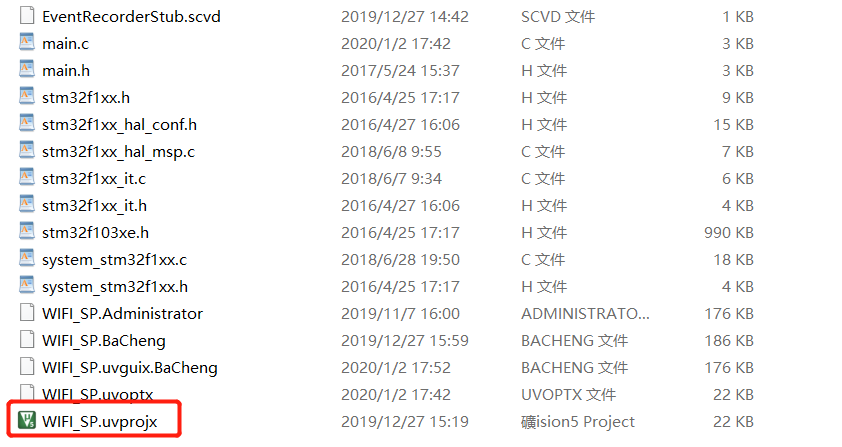 EventRecorderStub.scvd 2019/12/27 14:42 SCVD 文件 1 KB
main.c 2020/1/2 17:42 C 文件 3 KB
main.h 2017/5/24 15:37 H 文件 3 KB
stm32f1xx.h 2016/4/25 17:17 H 文件 9 KB
stm32f1xx_hal_conf.h 2016/4/27 16:06 H 文件 15 KB
stm32f1xx_hal_msp.c 2018/6/8 9:55 C 文件 7 KB
stm32f1xx_it.c 2018/6/7 9:34 C 文件 6 KB
stm32f1xx_it.h 2016/4/27 16:06 H 文件 4 KB
stm32f103xe.h 2016/4/25 17:17 H 文件 990 KB
system_stm32f1xx.c 2018/6/28 19:50 C 文件 18 KB
system_stm32f1xx.h 2016/4/25 17:17 H 文件 4 KB
WIFI_SP.Administrator 2019/11/7 16:00 ADMINISTRATO... 176 KB
WIFI_SP.BaCheng 2019/12/27 15:59 BACHENG 文件 186 KB
WIFI_SP.uvguix.BaCheng 2020/1/2 17:52 BACHENG 文件 176 KB
WIFI_SP.uvoptx 2020/1/2 17:42 UVOPTX 文件 22 KB
WIFI_SP.uvprojx 2019/12/27 15:19 礦ision5 Project 22 KB